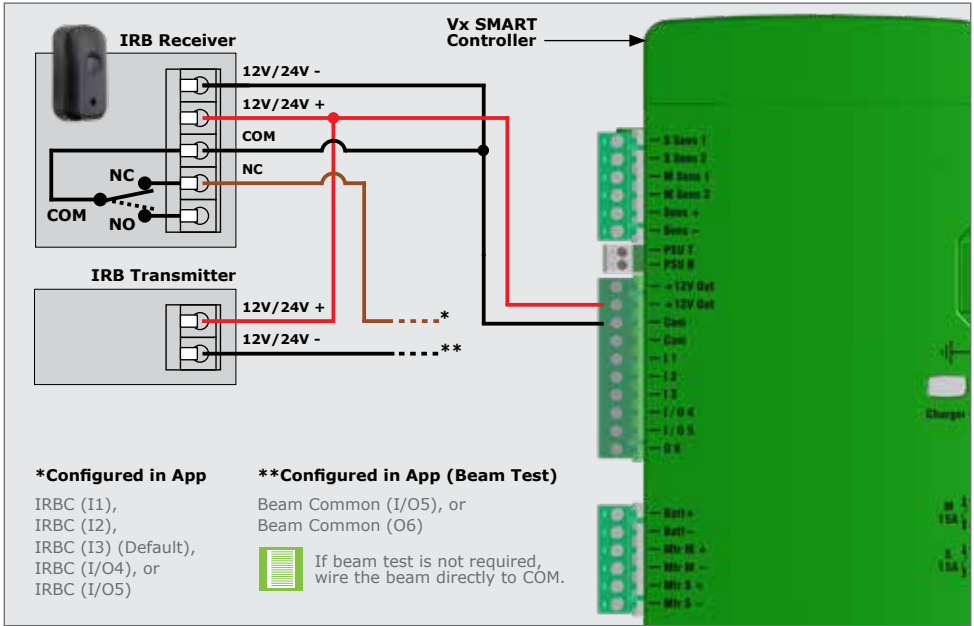 IRB Receiver
Vx SMART
Controller
12V/24V -
12V/24V +
COM
NC
NC
COM
NO
IRB Transmitter
12V/24V +
12V/24V -
*
**
S Sens 1
S Sens 2
M Sens 1
M Sens 2
Sens +
Sens -
PSU T
PSU R
+12V Out
+12V Out
Com
Com
I 1
I 2
I 3
I/O 4
I/O 5
O 6
Charger
Batt+
Batt-
Mtr M +
Mtr M -
Mtr S +
Mtr S -
M
15A
S
15A
*Configured in App
IRBC (I1),
IRBC (I2),
IRBC (I3) (Default),
IRBC (I/O4), or
IRBC (I/O5)
**Configured in App (Beam Test)
Beam Common (I/O5), or
Beam Common (O6)
If beam test is not required,
wire the beam directly to COM.